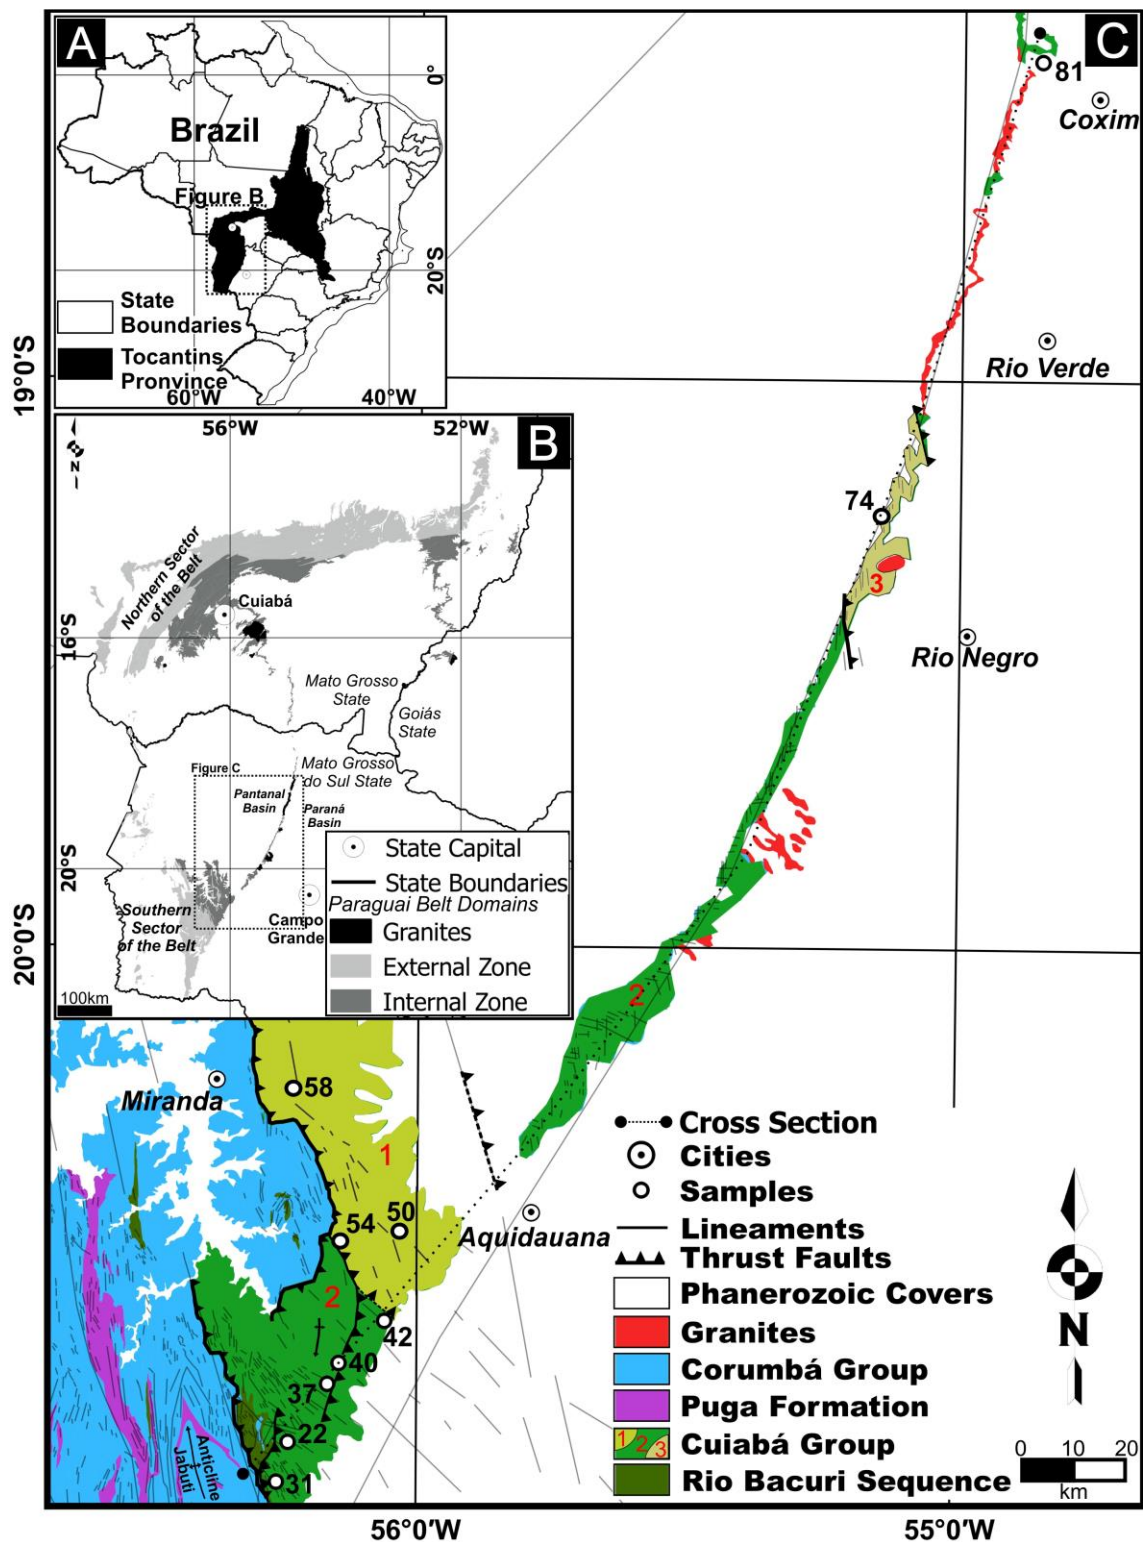 A
Brazil
Figure B
0°
20°S
State
Boundaries
Tocantins
Pronvince
60°W
40°W
B
56°W
52°W
N
Northern Sector
of the Belt
Cuiabá
16°S
Mato Grosso
State
Goiás
State
Figure C
Mato Grosso
do Sul State
Pantanal
Basin
Paraná
Basin
20°S
Southern
Sector
of the Belt
Campo
Grande
State Capital
State Boundaries
Paraguai Belt Domains
Granites
External Zone
Internal Zone
100km
C
81
Coxim
Rio Verde
19°0'S
74
3
Rio Negro
20°0'S
2
58
Miranda
1
50
54
Aquidauana
2
42
40
37
22
31
Anticline
Jabuti
Cross Section
Cities
Samples
Lineaments
Thrust Faults
Phanerozoic Covers
Granites
Corumbá Group
Puga Formation
1 2 3 Cuiabá Group
Rio Bacuri Sequence
N
0 10 20
km
56°0'W
55°0'W